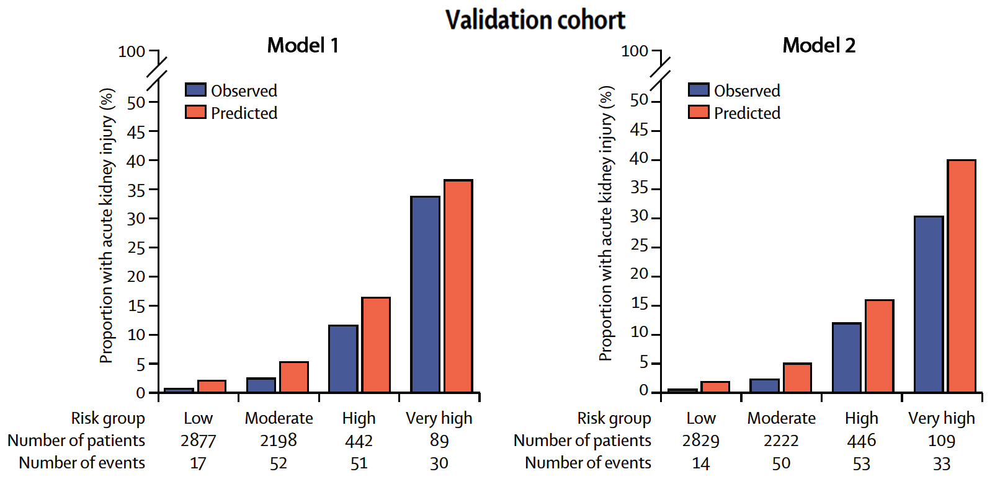 Validation cohort
Model 1
100
50
45
40
35
30
25
20
15
10
5
0
Proportion with acute kidney injury (%)
Observed
Predicted
Risk group Low Moderate High Very high
Number of patients 2877 2198 442 89
Number of events 17 52 51 30
Model 2
100
50
45
40
35
30
25
20
15
10
5
0
Proportion with acute kidney injury (%)
Observed
Predicted
Risk group Low Moderate High Very high
Number of patients 2829 2222 446 109
Number of events 14 50 53 33